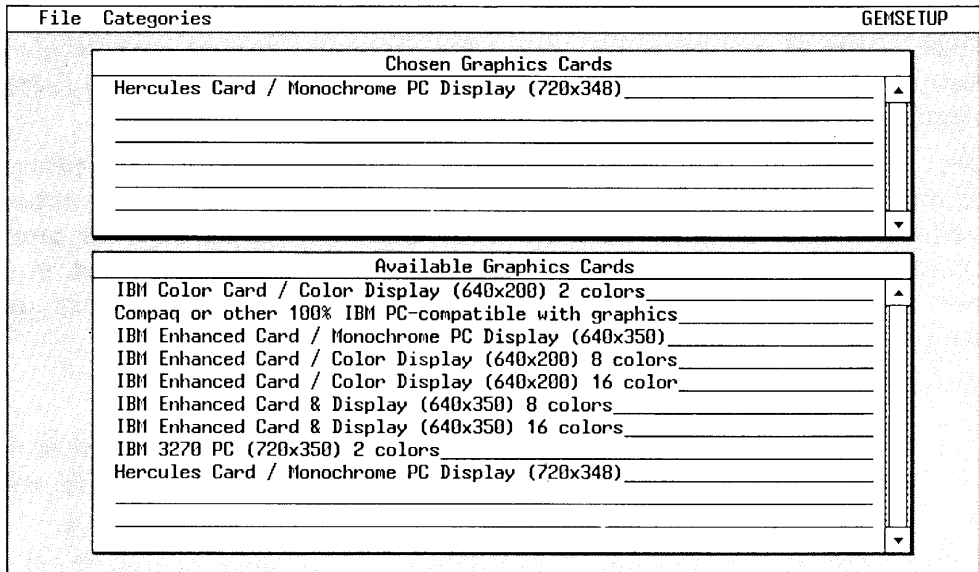 File Categories GEMSETUP
Chosen Graphics Cards
Hercules Card / Monochrome PC Display (720x348)
Available Graphics Cards
IBM Color Card / Color Display (640x200) 2 colors
Compaq or other 100% IBM PC-compatible with graphics
IBM Enhanced Card / Monochrome PC Display (640x350)
IBM Enhanced Card / Color Display (640x200) 8 colors
IBM Enhanced Card / Color Display (640x200) 16 color
IBM Enhanced Card & Display (640x350) 8 colors
IBM Enhanced Card & Display (640x350) 16 colors
IBM 3270 PC (720x350) 2 colors
Hercules Card / Monochrome PC Display (720x348)